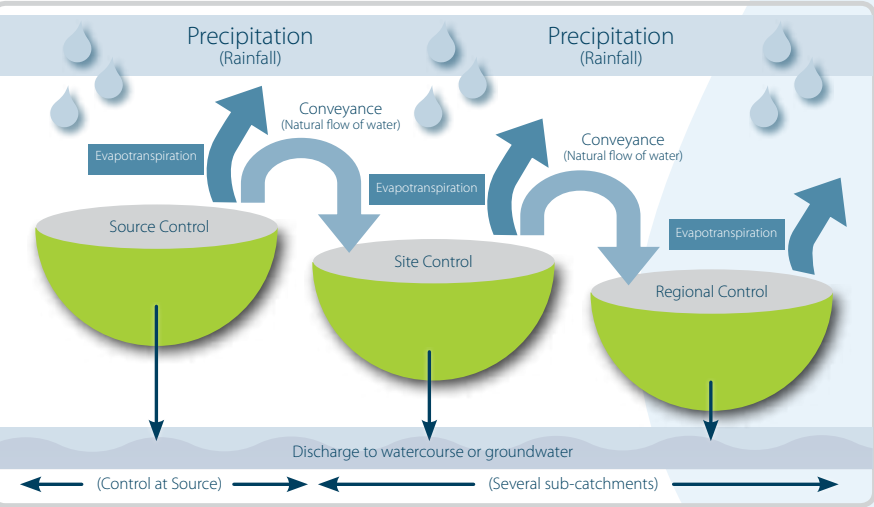 Precipitation
(Rainfall)
Precipitation
(Rainfall)
Conveyance
(Natural flow of water)
Conveyance
(Natural flow of water)
Evapotranspiration
Evapotranspiration
Evapotranspiration
Source Control
Site Control
Regional Control
Discharge to watercourse or groundwater
(Control at Source)
(Several sub-catchments)